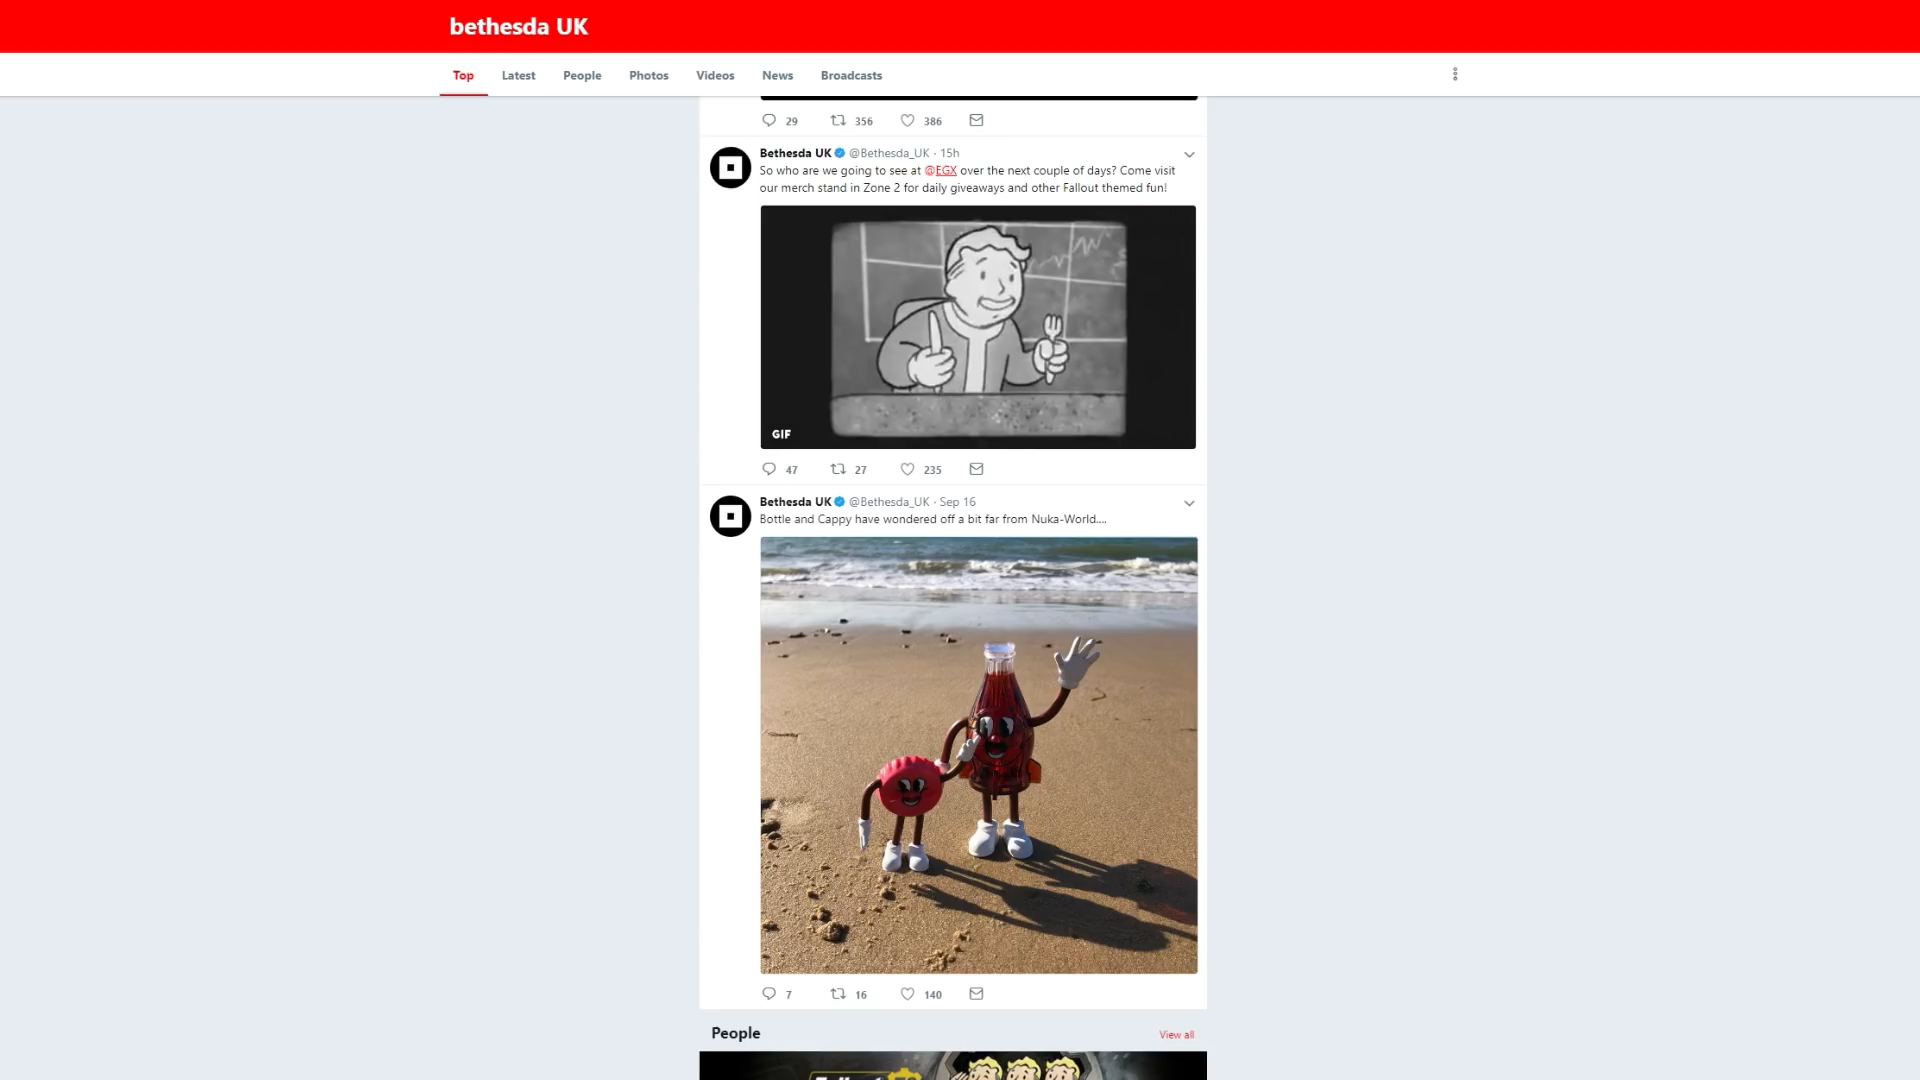 bethesda UK
Top Latest People Photos Videos News Broadcasts
29 356 386
Bethesda UK @Bethesda_UK · 15h
So who are we going to see at @EGX over the next couple of days? Come visit
our merch stand in Zone 2 for daily giveaways and other Fallout themed fun!
GIF
47 27 235
Bethesda UK @Bethesda_UK · Sep 16
Bottle and Cappy have wondered off a bit far from Nuka-World....
7 16 140
People View all